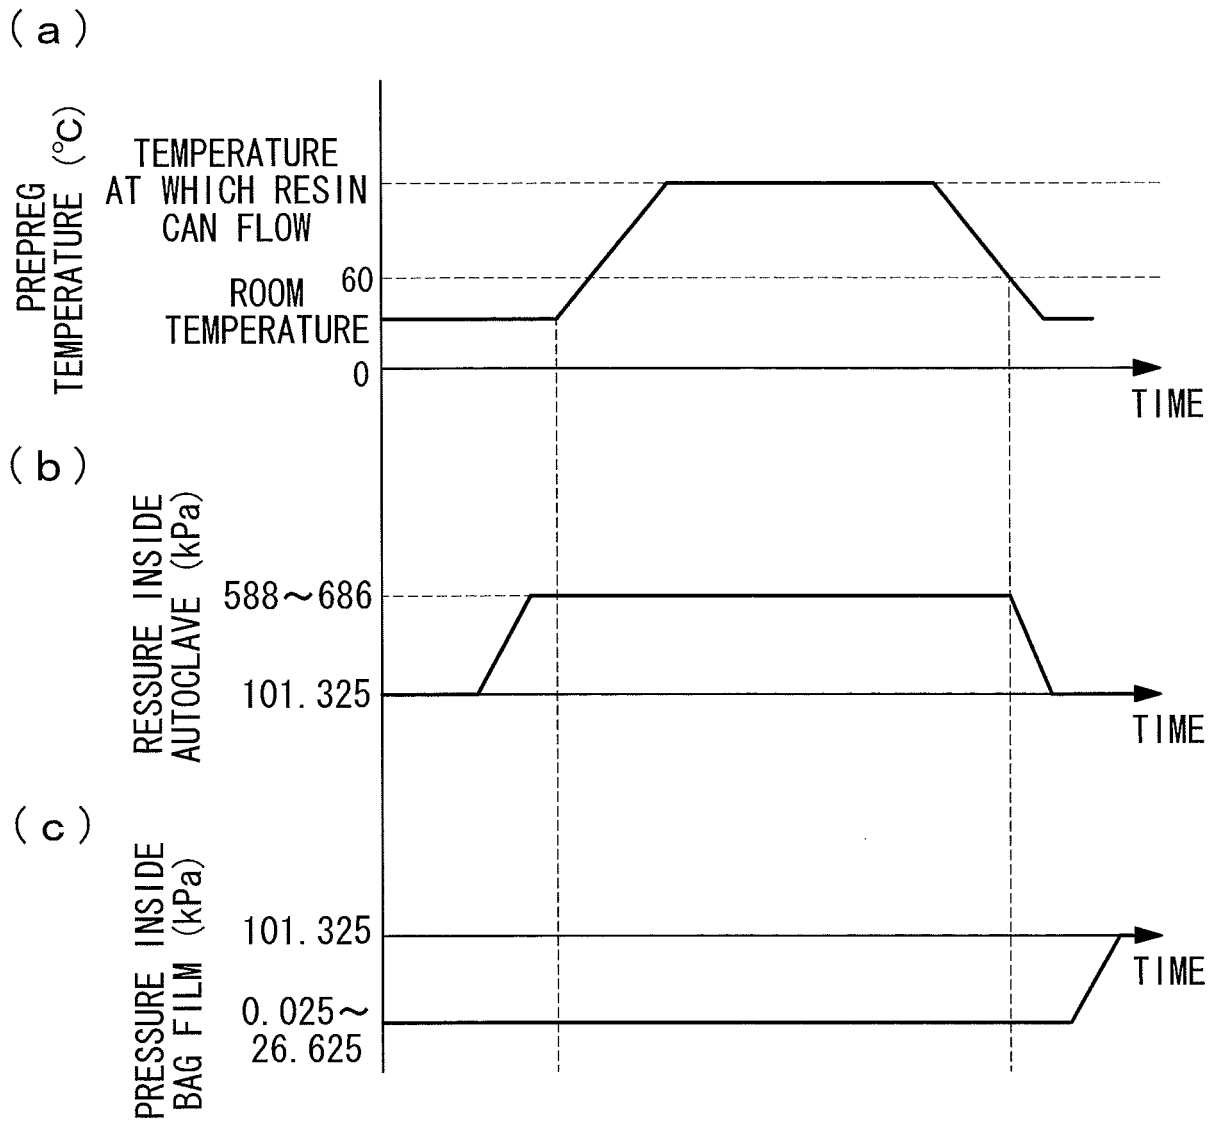 (a)
PREPREG
TEMPERATURE (°C)
TEMPERATURE
AT WHICH RESIN
CAN FLOW
60
ROOM
TEMPERATURE
0
TIME
(b)
RESSURE INSIDE
AUTOCLAVE (kPa)
588～686
101.325
TIME
(c)
PRESSURE INSIDE
BAG FILM (kPa)
101.325
TIME
0.025～
26.625